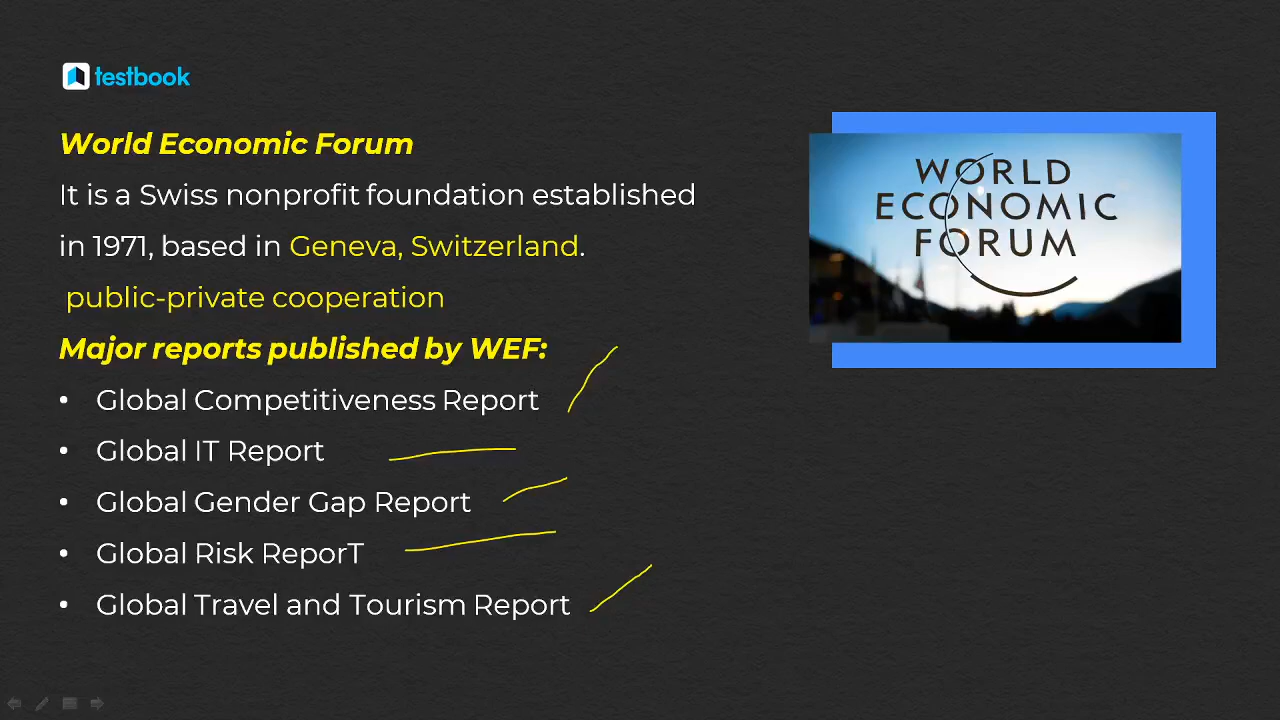 testbook
World Economic Forum
It is a Swiss nonprofit foundation established
in 1971, based in Geneva, Switzerland.
public-private cooperation
Major reports published by WEF:
• Global Competitiveness Report
• Global IT Report
• Global Gender Gap Report
• Global Risk ReporT
• Global Travel and Tourism Report
WORLD
ECONOMIC
FORUM